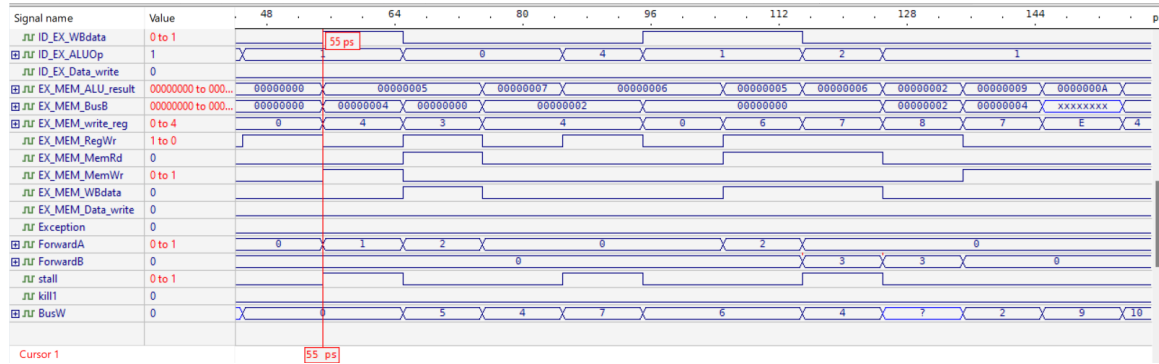 Signal name Value 48 64 80 96 112 128 144 p
ID_EX_WBdata 0 to 1 55 ps
ID_EX_ALUOp 1 1 0 4 1 2 1
ID_EX_Data_write 0
EX_MEM_ALU_result 00000000 to 000... 00000000 00000005 00000007 00000006 00000005 00000006 00000002 00000009 0000000A
EX_MEM_BusB 00000000 to 000... 00000000 00000004 00000000 00000002 00000000 00000002 00000004 xxxxxxxx
EX_MEM_write_reg 0 to 4 0 4 3 4 0 6 7 8 7 E 4
EX_MEM_RegWr 1 to 0
EX_MEM_MemRd 0
EX_MEM_MemWr 0 to 1
EX_MEM_WBdata 0
EX_MEM_Data_write 0
Exception 0
ForwardA 0 to 1 0 1 2 0 2 0
ForwardB 0 0 3 3 0
stall 0 to 1
kill1 0
BusW 0 0 5 4 7 6 4 ? 2 9 10
Cursor 1 55 ps